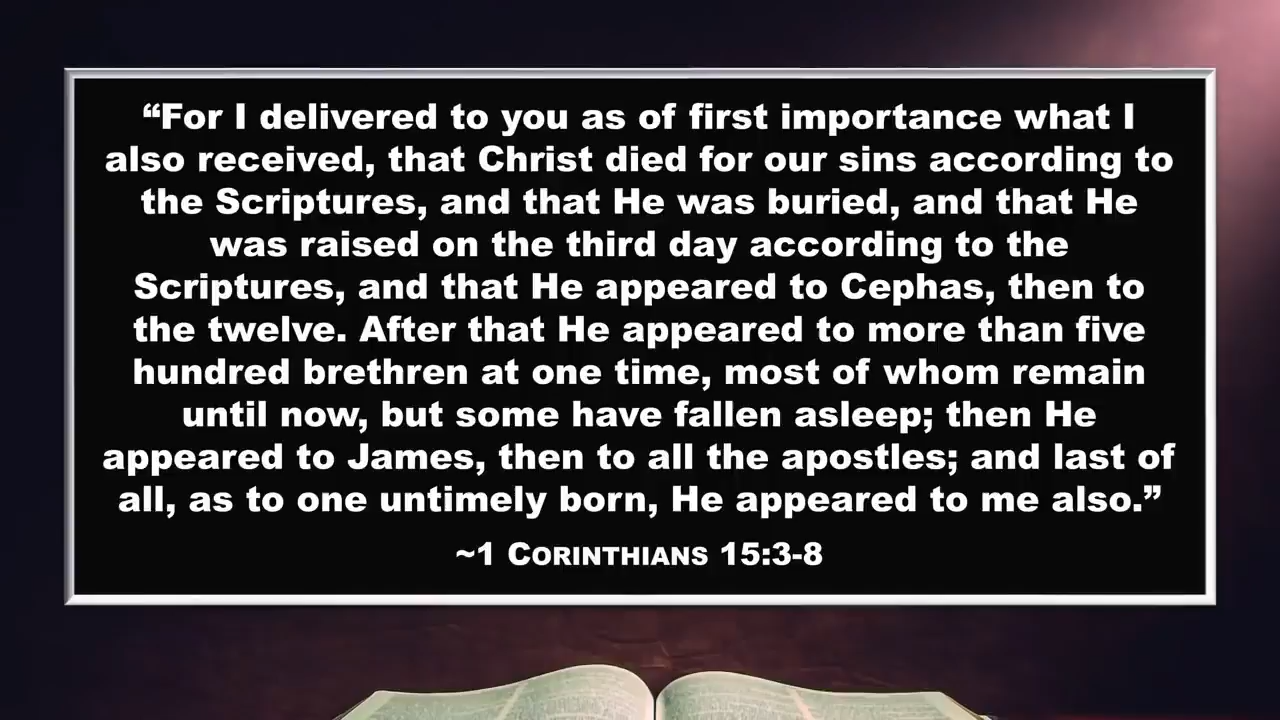 “For I delivered to you as of first importance what I
also received, that Christ died for our sins according to
the Scriptures, and that He was buried, and that He
was raised on the third day according to the
Scriptures, and that He appeared to Cephas, then to
the twelve. After that He appeared to more than five
hundred brethren at one time, most of whom remain
until now, but some have fallen asleep; then He
appeared to James, then to all the apostles; and last of
all, as to one untimely born, He appeared to me also.”
~1 Corinthians 15:3-8